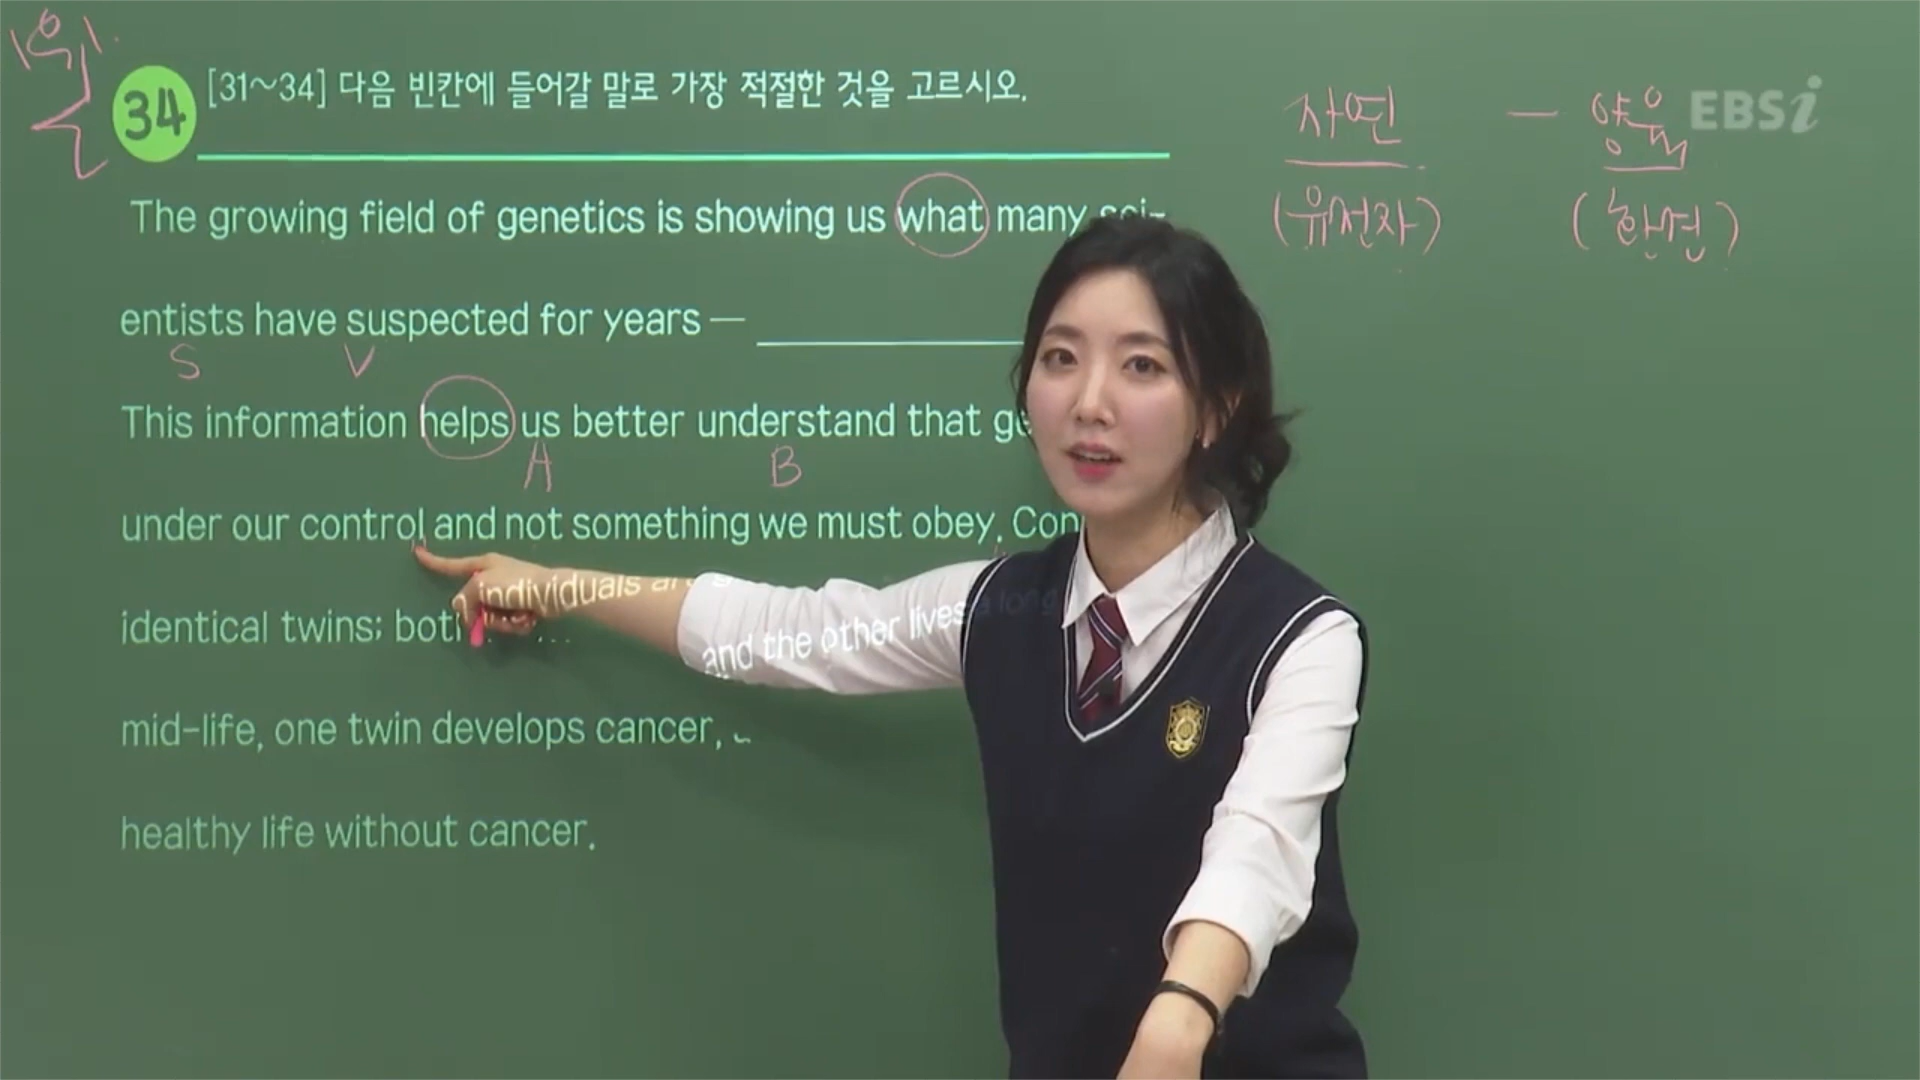 34 [31~34] 다음 빈칸에 들어갈 말로 가장 적절한 것을 고르시오.
자연 — 양육
EBSi
(유전자) (환경)
The growing field of genetics is showing us what many sci-
entists have suspected for years —
S V
This information helps us better understand that
A B
under our control and not something we must obey.
identical twins; both individuals
and the other lives a long
mid-life, one twin develops cancer,
healthy life without cancer.